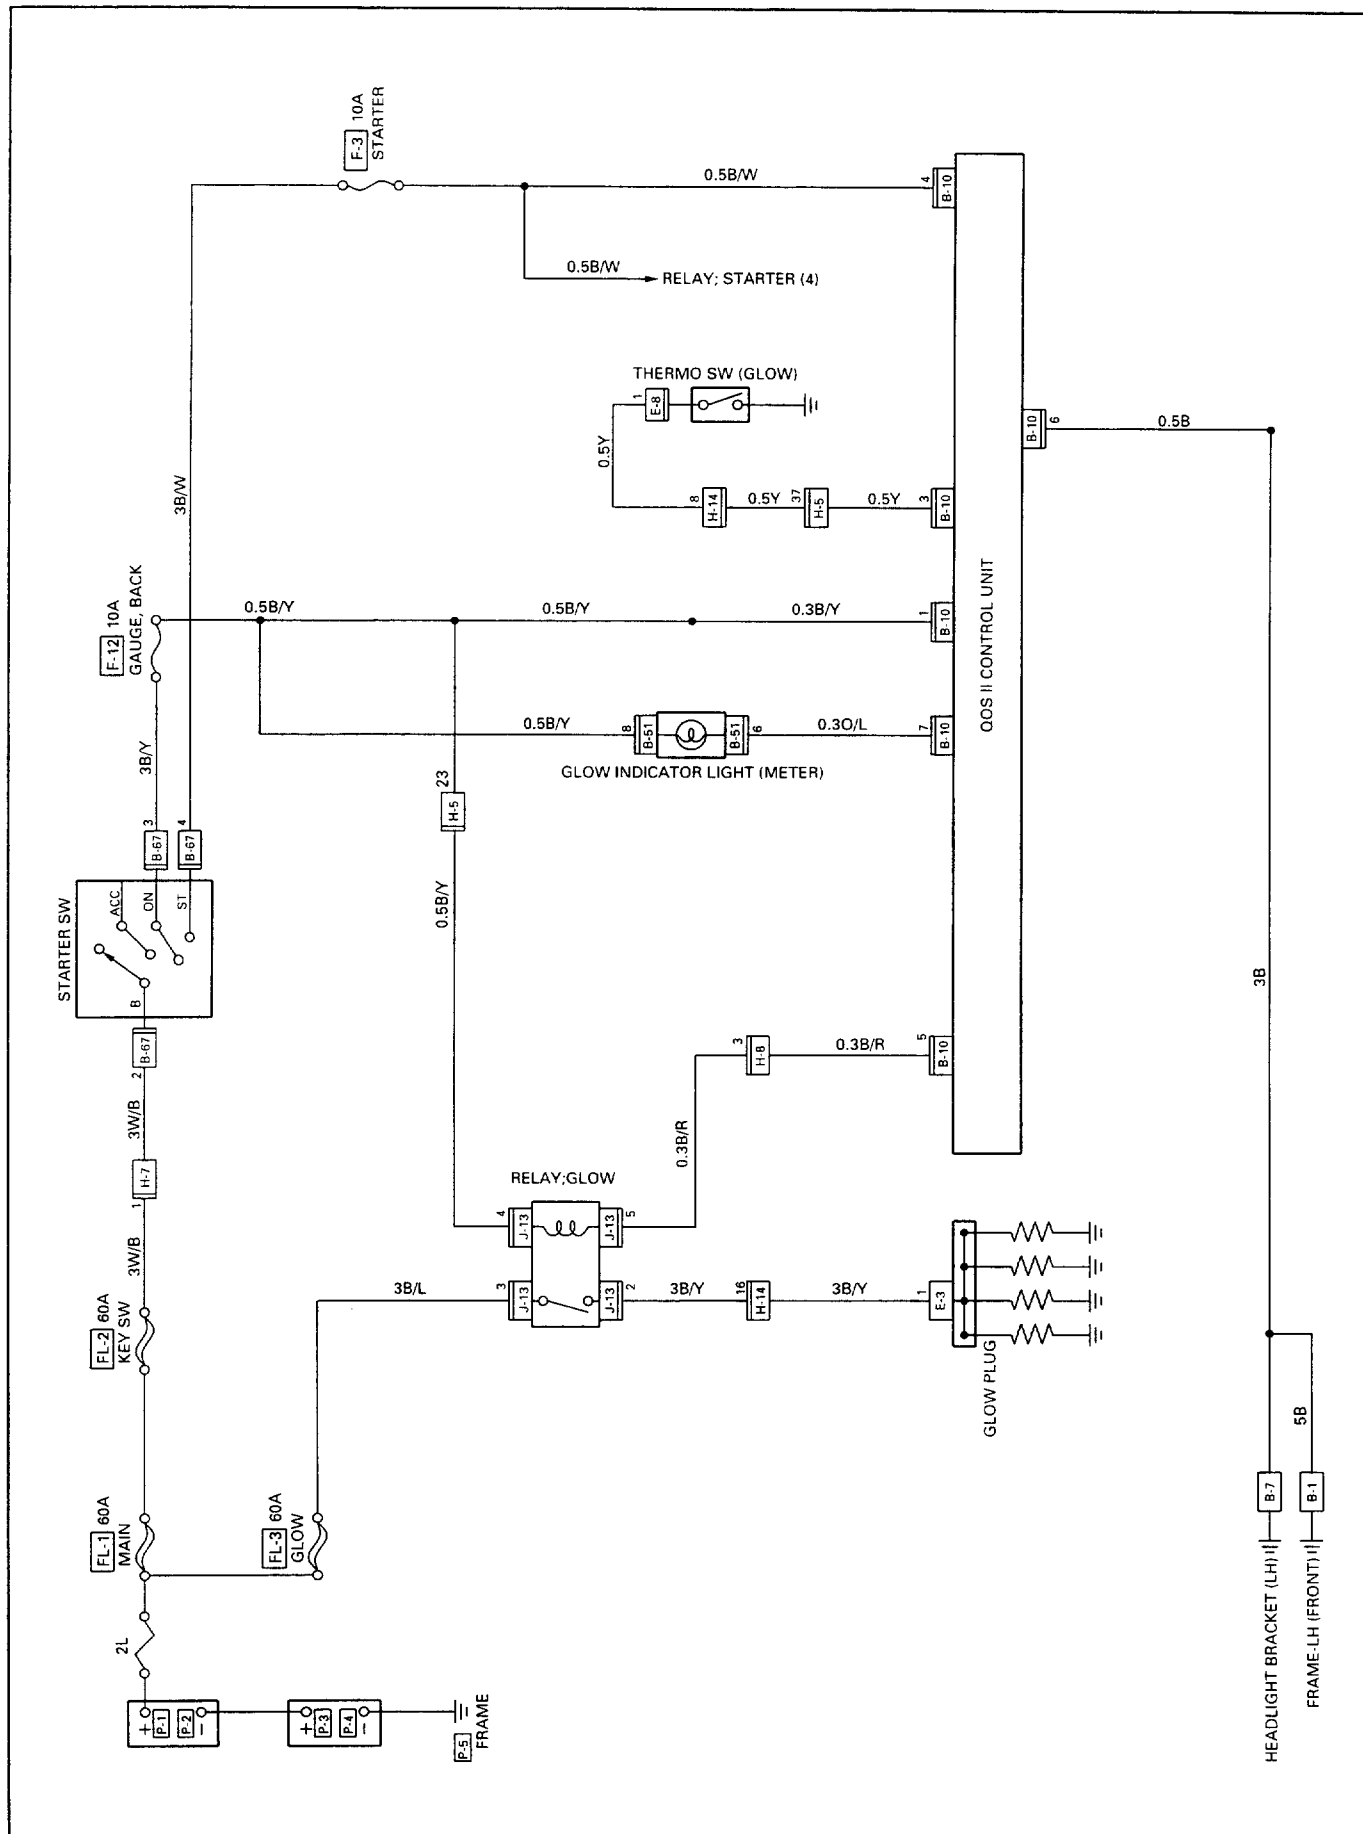 F-3 10A
STARTER
0.5B/W
4
B-10
0.5B/W
RELAY; STARTER (4)
THERMO SW (GLOW)
1
E-8
0.5Y
8
H-14
0.5Y
37
H-5
0.5Y
3
B-10
B-10
6
0.5B
3B/W
F-12 10A
GAUGE, BACK
0.5B/Y
0.5B/Y
0.3B/Y
1
B-10
QOS II CONTROL UNIT
3B/Y
0.5B/Y
8
B-51
B-51
6
0.3O/L
7
B-10
GLOW INDICATOR LIGHT (METER)
23
H-5
3
B-67
4
B-67
STARTER SW
ACC
ON
ST
B
0.5B/Y
3B
B-67
2
3W/B
H-7
1
3W/B
3
H-8
0.3B/R
5
B-10
0.3B/R
RELAY;GLOW
4
J-13
J-13
5
3B/L
3
J-13
J-13
2
3B/Y
16
H-14
3B/Y
1
E-3
GLOW PLUG
FL-2 60A
KEY SW
FL-1 60A
MAIN
FL-3 60A
GLOW
5B
B-7
B-1
HEADLIGHT BRACKET (LH)
FRAME-LH (FRONT)
2L
+
P-1
P-2
−
+
P-3
P-4
−
P-5
FRAME